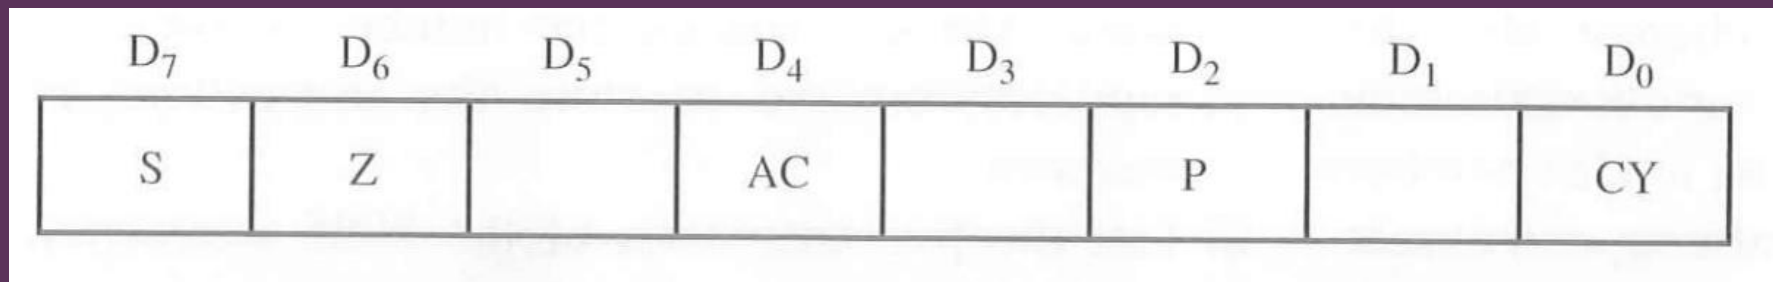 D₇ D₆ D₅ D₄ D₃ D₂ D₁ D₀
S Z AC P CY